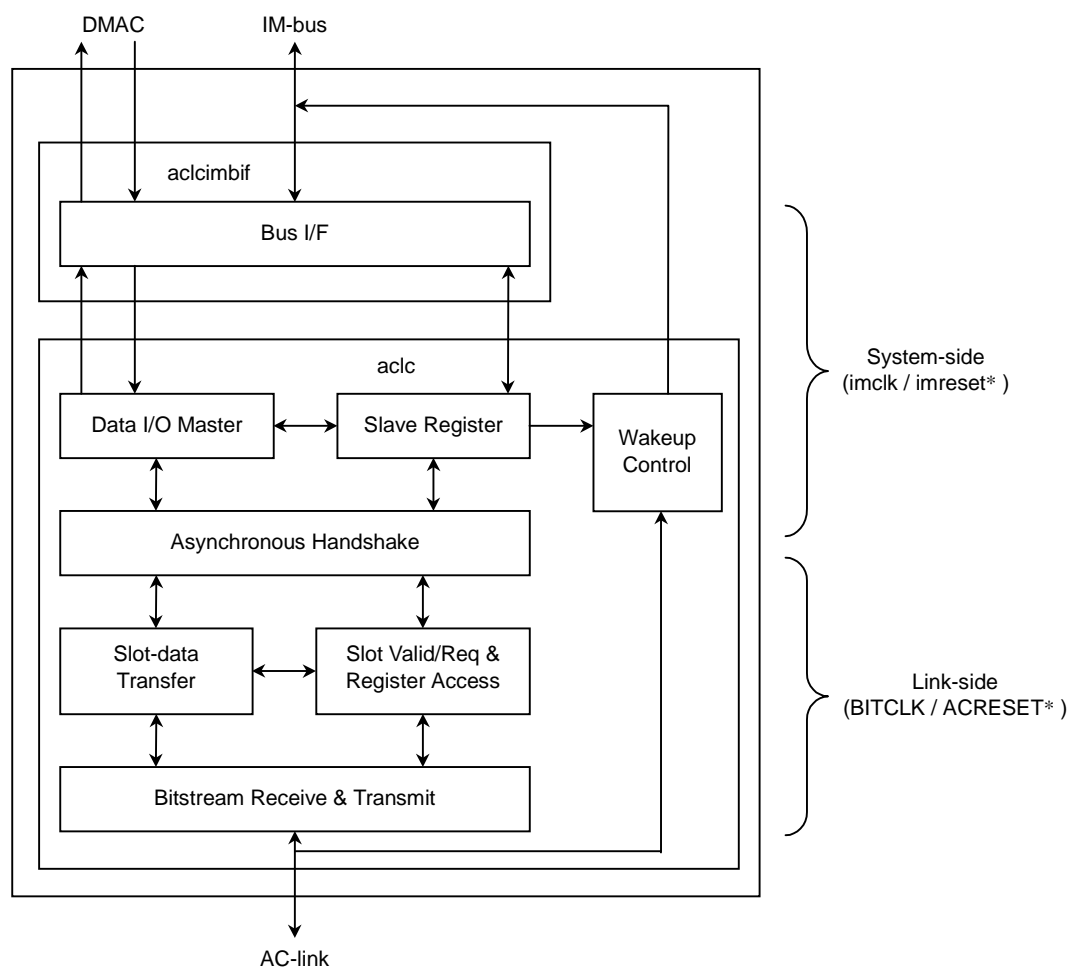 DMAC
IM-bus
aclcimbif
Bus I/F
System-side
(imclk / imreset* )
aclc
Data I/O Master
Slave Register
Wakeup
Control
Asynchronous Handshake
Slot-data
Transfer
Slot Valid/Req &
Register Access
Link-side
(BITCLK / ACRESET* )
Bitstream Receive & Transmit
AC-link